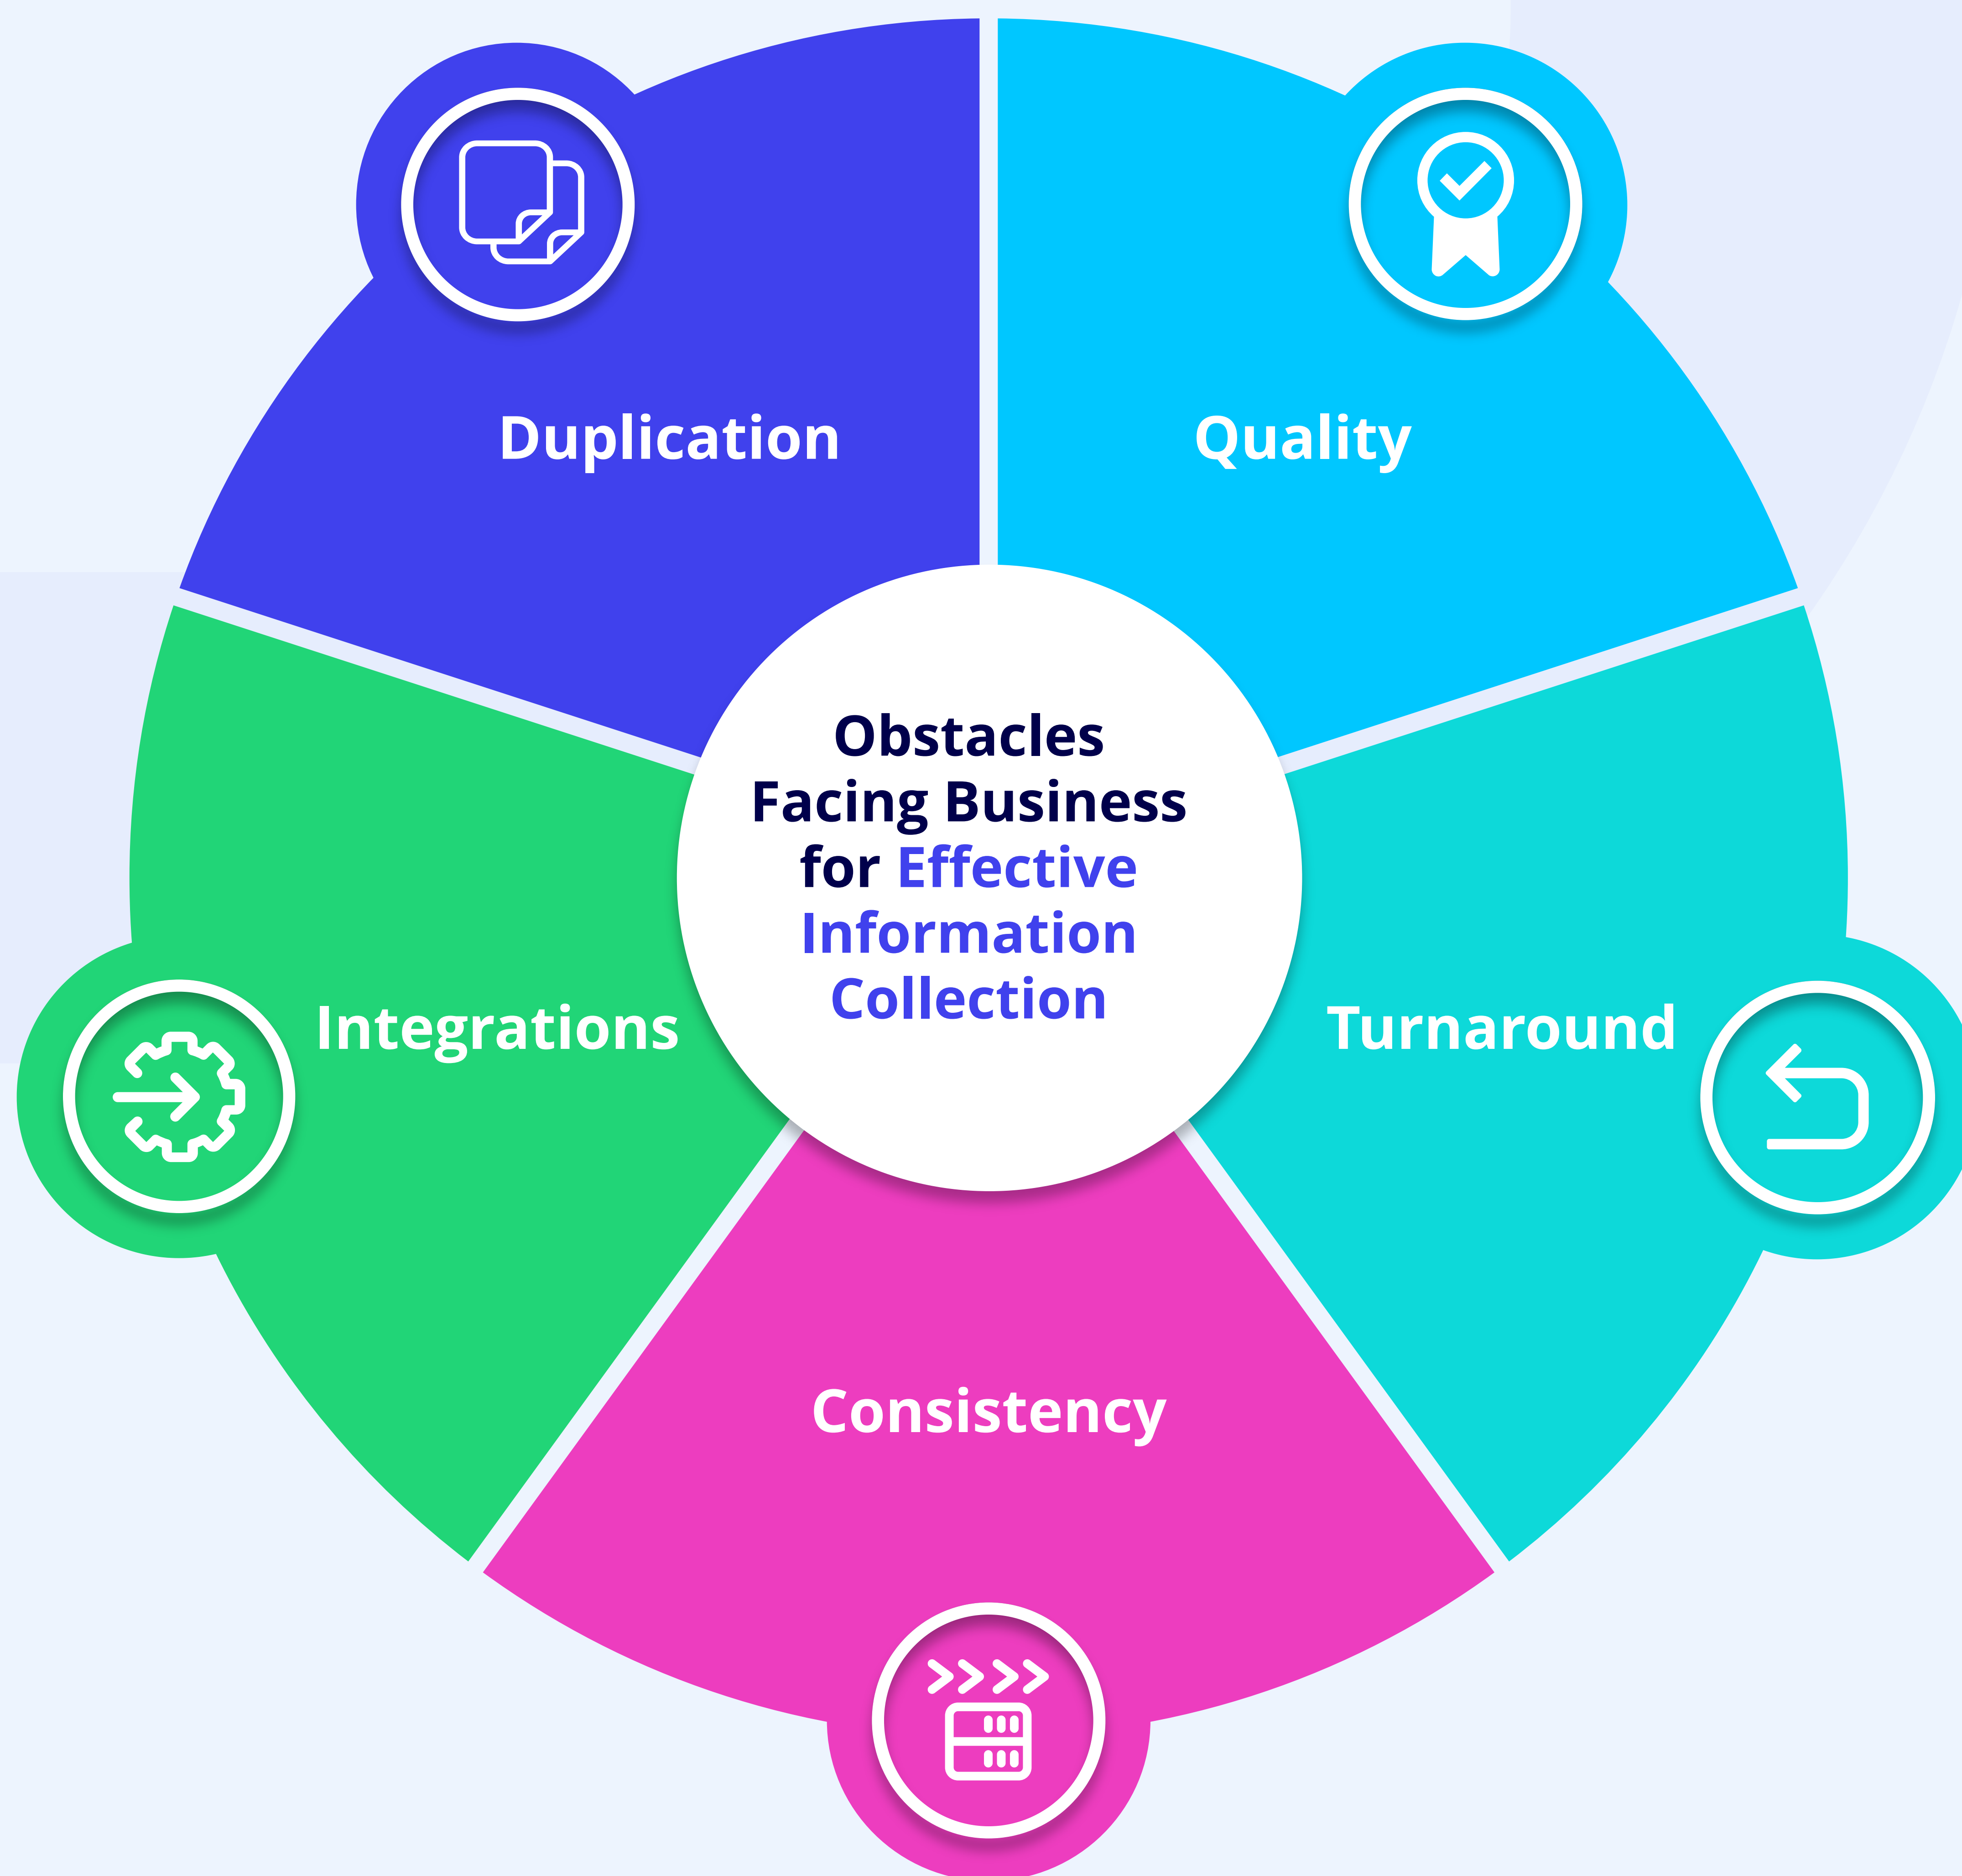 Duplication
Quality
Obstacles
Facing Business
for Effective
Information
Collection
Integrations
Turnaround
Consistency